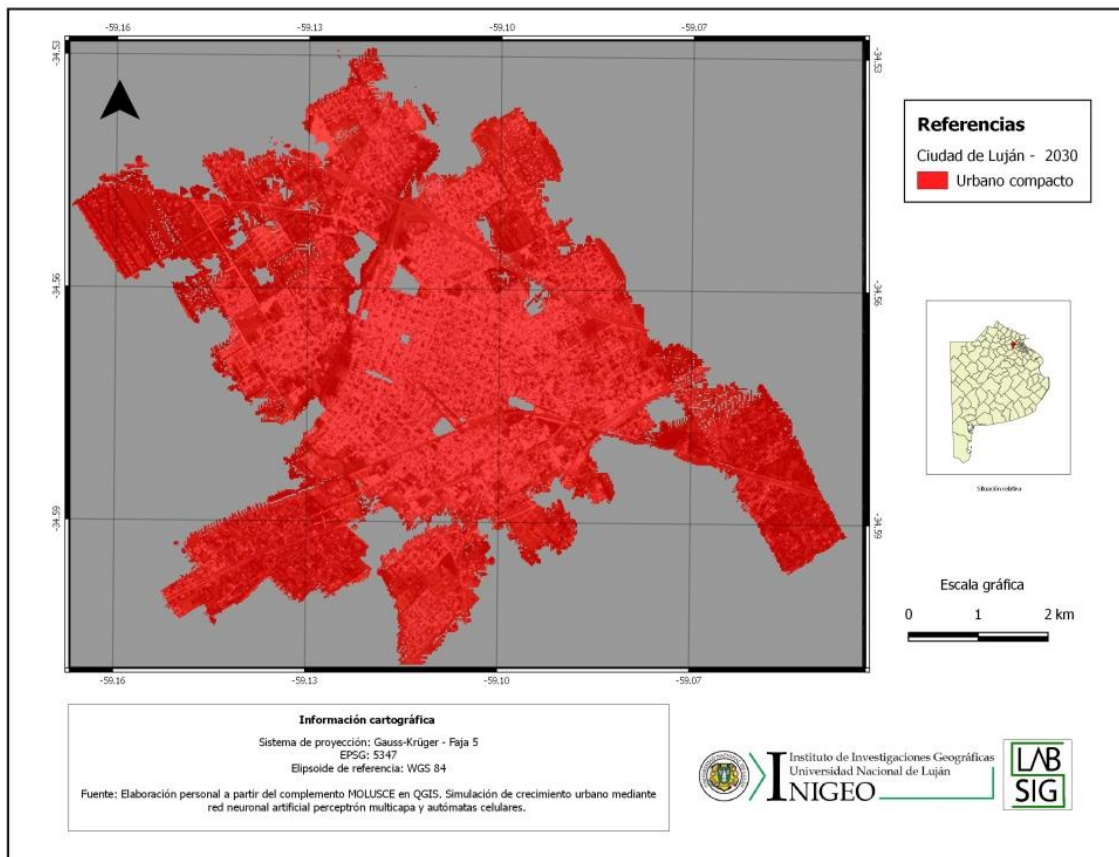 -59.16
-59.13
-59.10
-59.07
-34.53
-34.53
-34.56
-34.56
-34.59
-34.59
-59.16
-59.13
-59.10
-59.07
Referencias
Ciudad de Luján - 2030
Urbano compacto
Situación relativa
Escala gráfica
0 1 2 km
Información cartográfica
Sistema de proyección: Gauss-Krüger - Faja 5
EPSG: 5347
Elipsoide de referencia: WGS 84
Fuente: Elaboración personal a partir del complemento MOLUSCE en QGIS. Simulación de crecimiento urbano mediante
red neuronal artificial perceptrón multicapa y autómatas celulares.
Instituto de Investigaciones Geográficas
Universidad Nacional de Luján
INIGEO
LAB
SIG